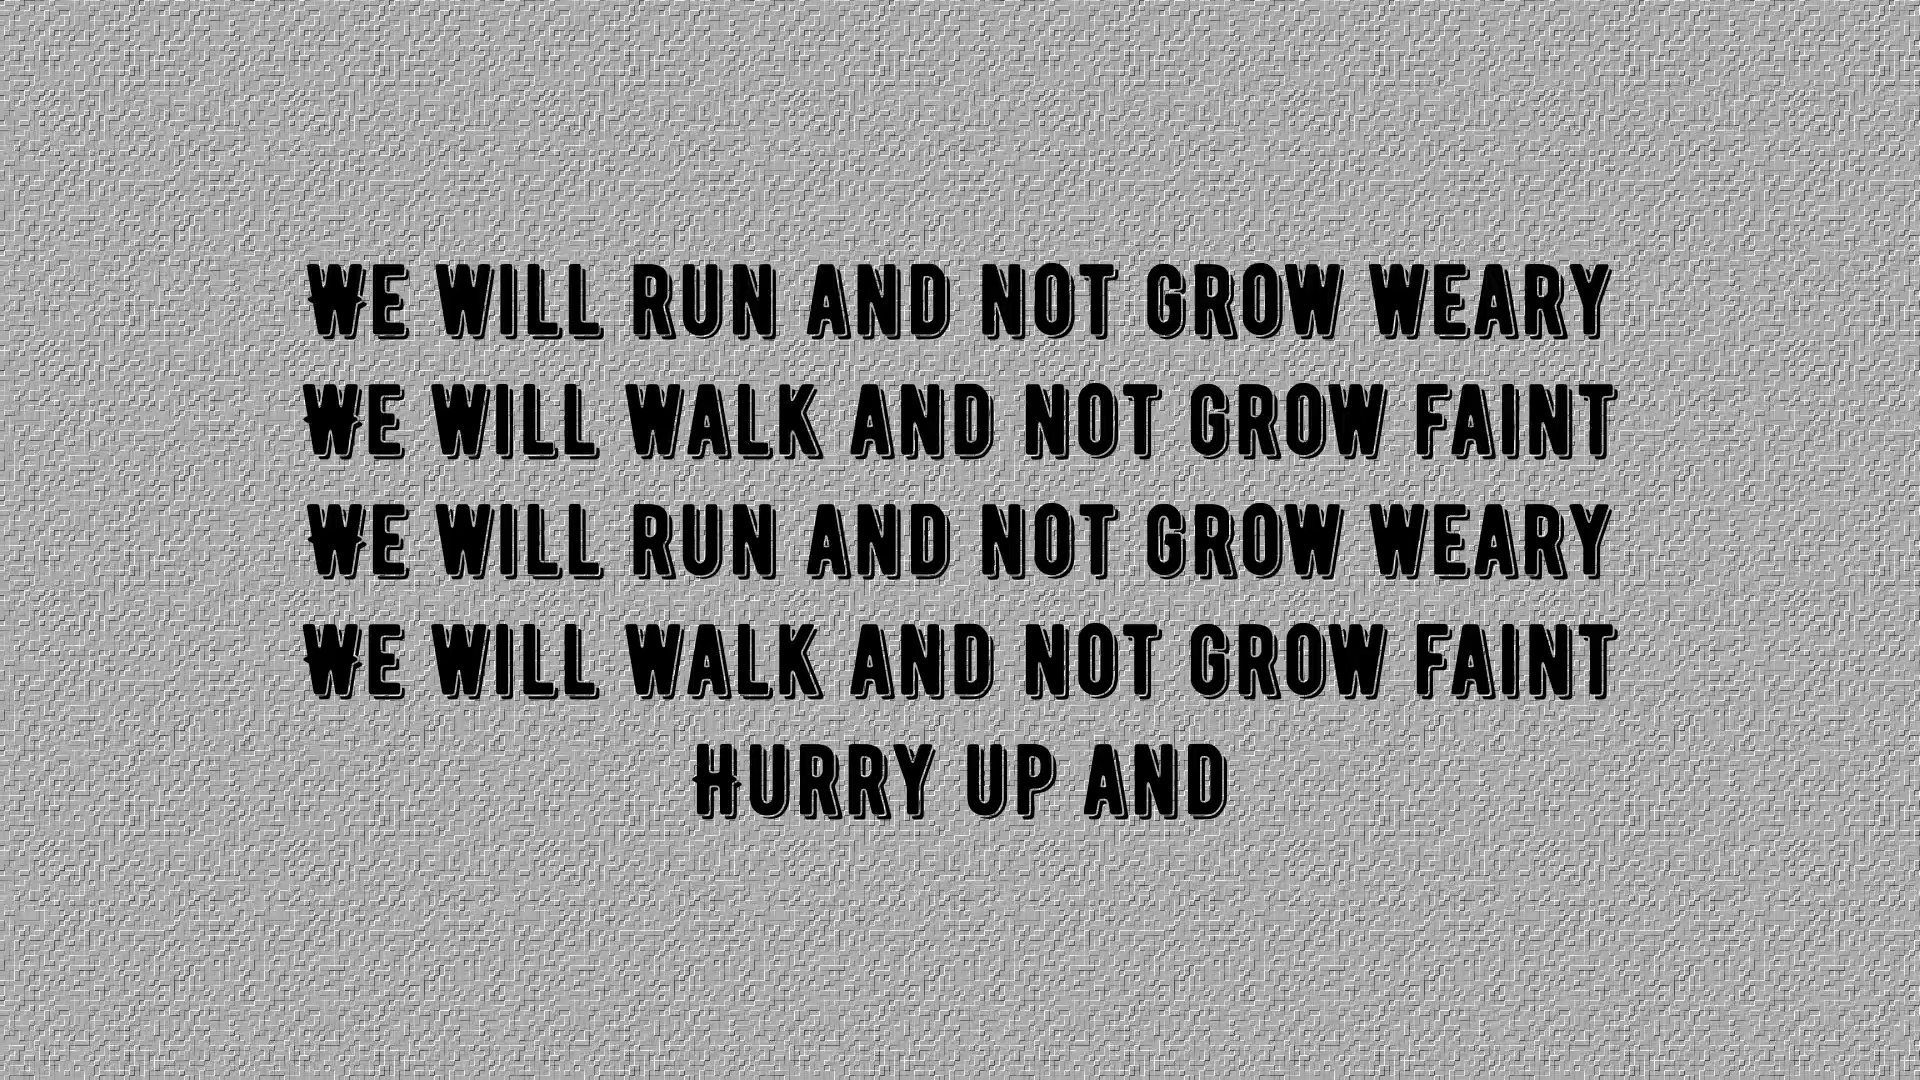 WE WILL RUN AND NOT GROW WEARY
WE WILL WALK AND NOT GROW FAINT
WE WILL RUN AND NOT GROW WEARY
WE WILL WALK AND NOT GROW FAINT
HURRY UP AND